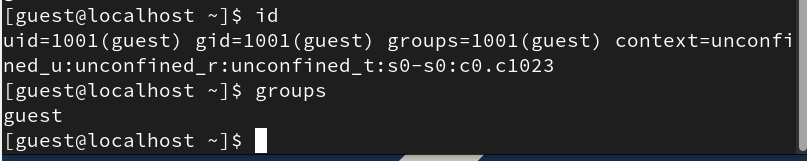 [guest@localhost ~]$ id
uid=1001(guest) gid=1001(guest) groups=1001(guest) context=unconfi
ned_u:unconfined_r:unconfined_t:s0-s0:c0.c1023
[guest@localhost ~]$ groups
guest
[guest@localhost ~]$